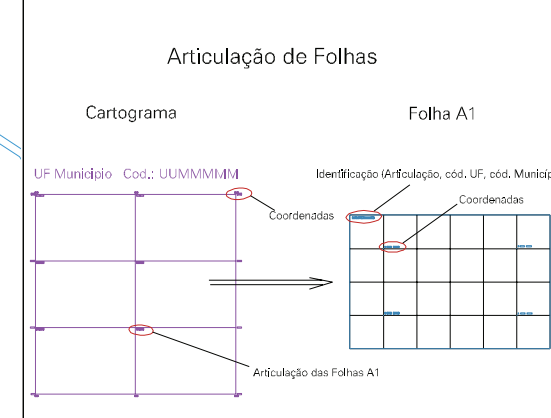 Articulação de Folhas
Cartograma
Folha A1
UF Municipio Cod.: UUMMMMM
Identificação (Articulação, cód. UF, cód.
Coordenadas
Coordenadas
Articulação das Folhas A1